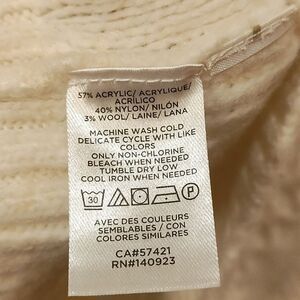 57% ACRYLIC/ ACRYLIQUE/
ACRÍLICO
40% NYLON/ NILÓN
3% WOOL/ LAINE/ LANA
MACHINE WASH COLD
DELICATE CYCLE WITH LIKE
COLORS
ONLY NON-CHLORINE
BLEACH WHEN NEEDED
TUMBLE DRY LOW
COOL IRON WHEN NEEDED
30 P
AVEC DES COULEURS
SEMBLABLES / CON
COLORES SIMILARES
CA#57421
RN#140923